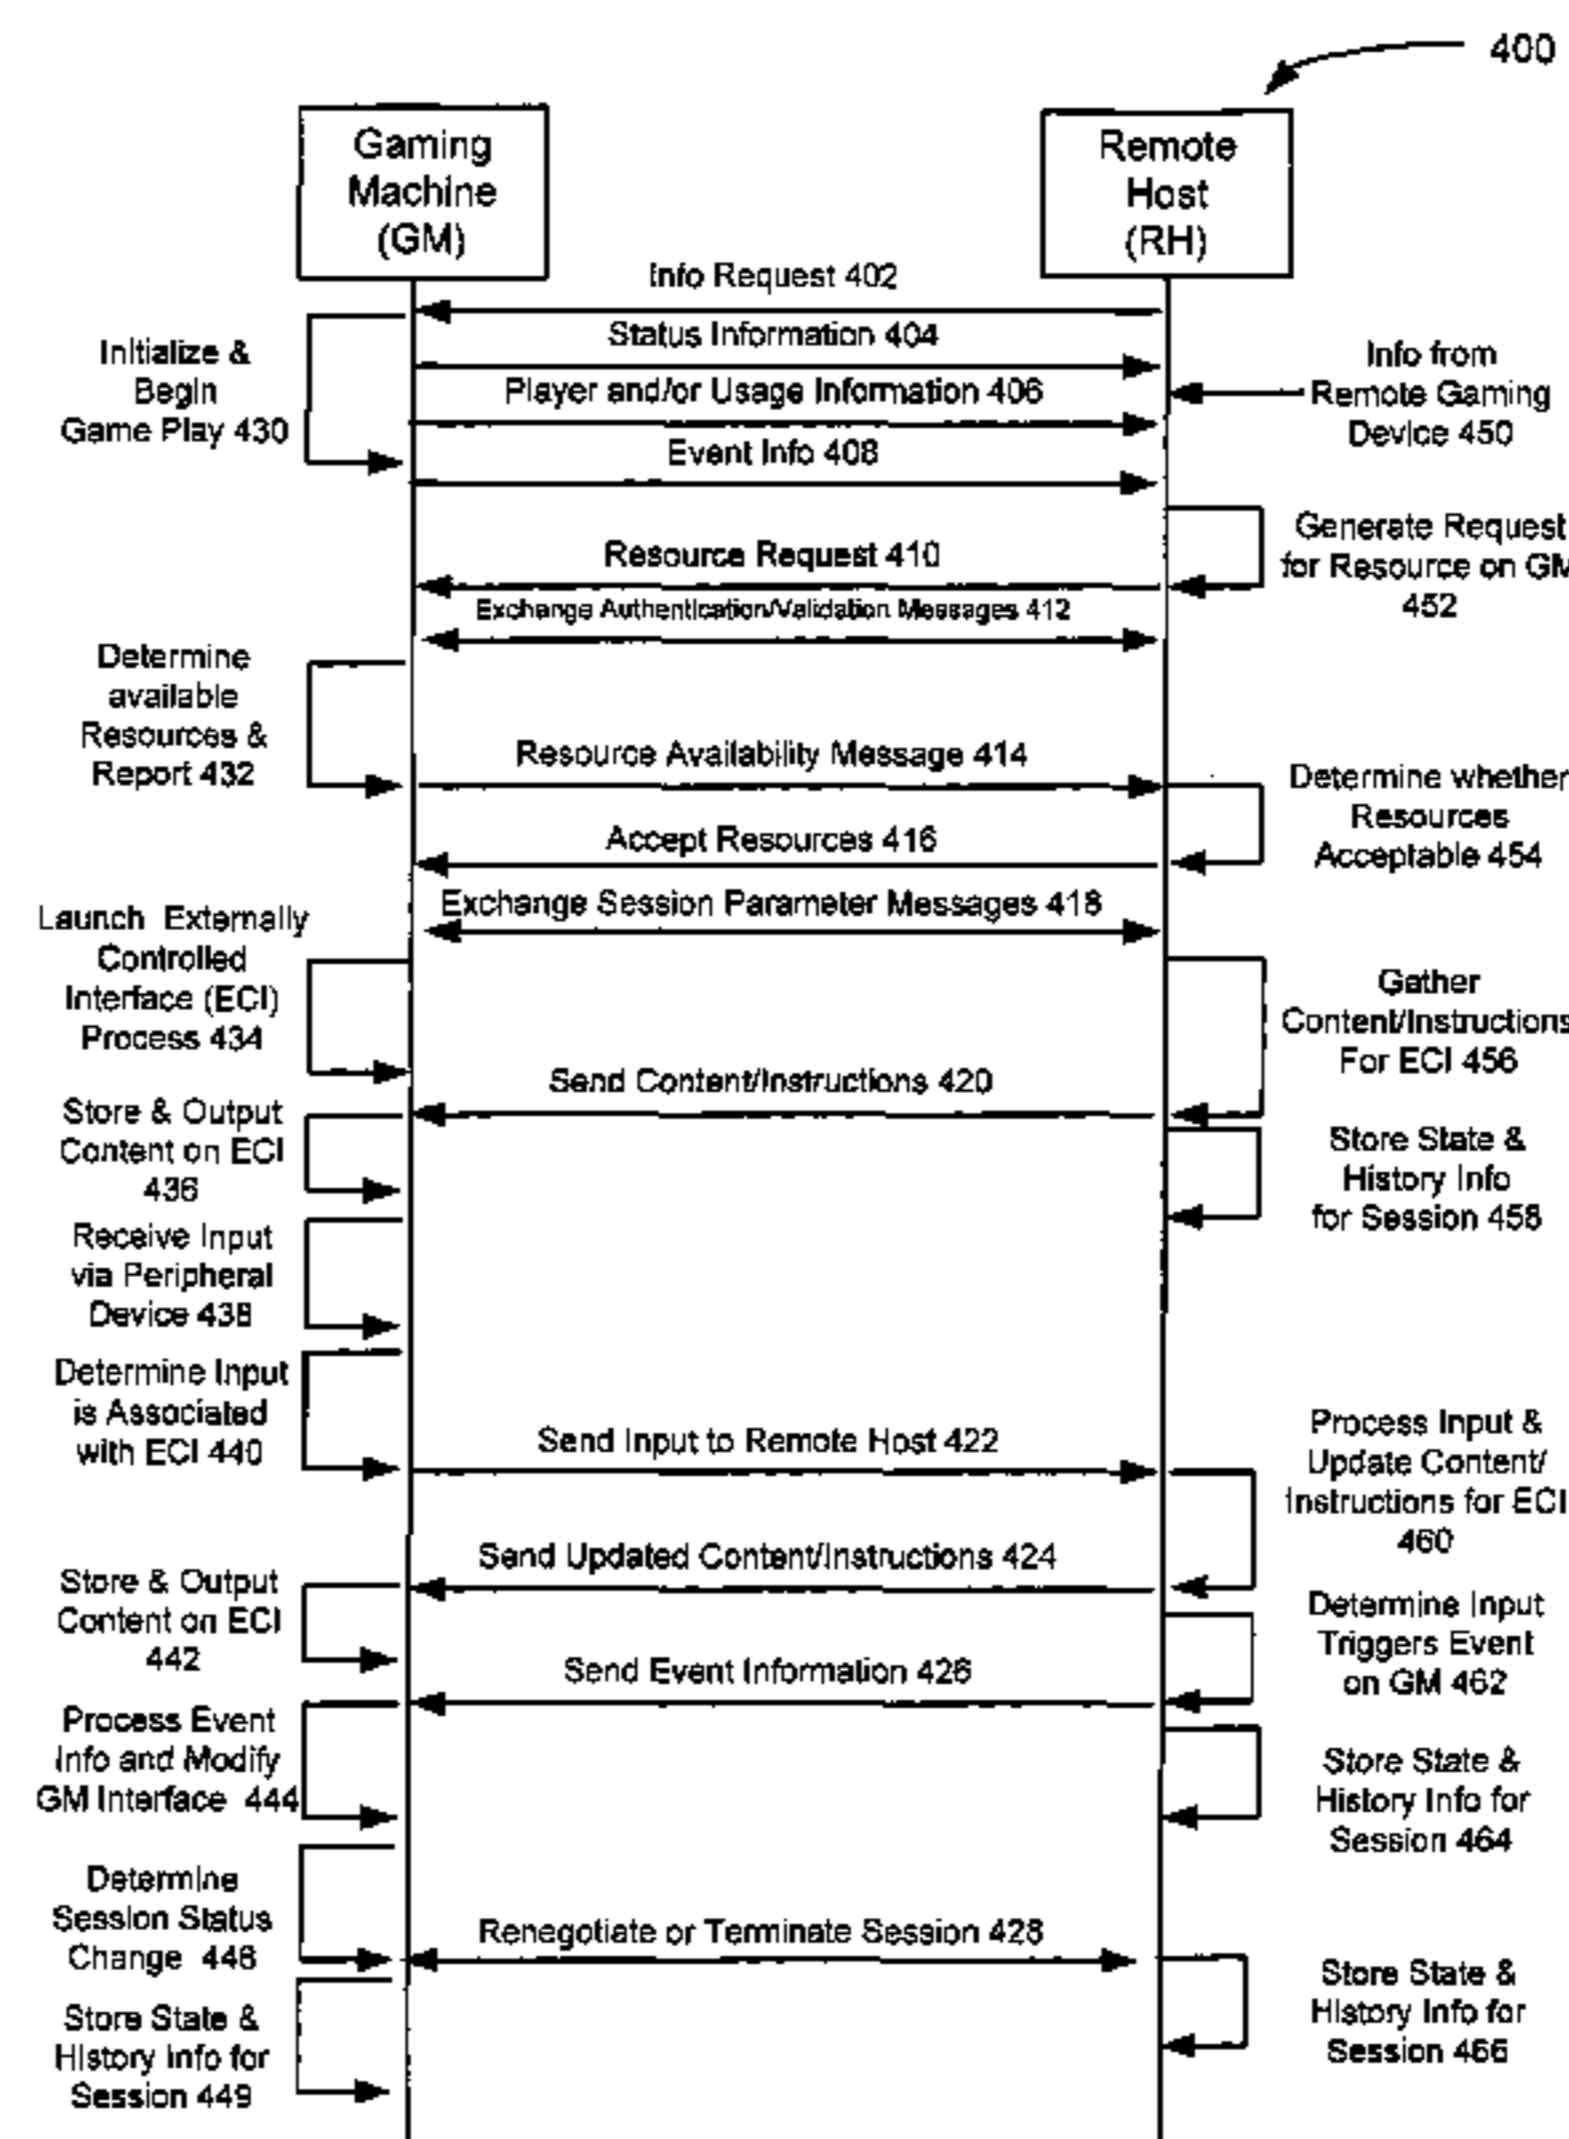 400
Gaming
Machine
(GM)
Remote
Host
(RH)
Info Request 402
Status Information 404
Initialize &
Begin
Game Play 430
Info from
Remote Gaming
Device 450
Player and/or Usage Information 406
Event Info 408
Generate Request
for Resource on GM
452
Resource Request 410
Exchange Authentication/Validation Messages 412
Determine
available
Resources &
Report 432
Resource Availability Message 414
Determine whether
Resources
Acceptable 454
Accept Resources 416
Exchange Session Parameter Messages 418
Launch Externally
Controlled
Interface (ECI)
Process 434
Gather
Content/Instructions
For ECI 456
Send Content/Instructions 420
Store & Output
Content on ECI
436
Store State &
History Info
for Session 458
Receive Input
via Peripheral
Device 438
Determine Input
is Associated
with ECI 440
Send Input to Remote Host 422
Process Input &
Update Content/
Instructions for ECI
460
Send Updated Content/Instructions 424
Store & Output
Content on ECI
442
Determine Input
Triggers Event
on GM 462
Send Event Information 426
Process Event
Info and Modify
GM Interface 444
Store State &
History Info for
Session 464
Determine
Session Status
Change 446
Renegotiate or Terminate Session 428
Store State &
History Info for
Session 466
Store State &
History Info for
Session 449